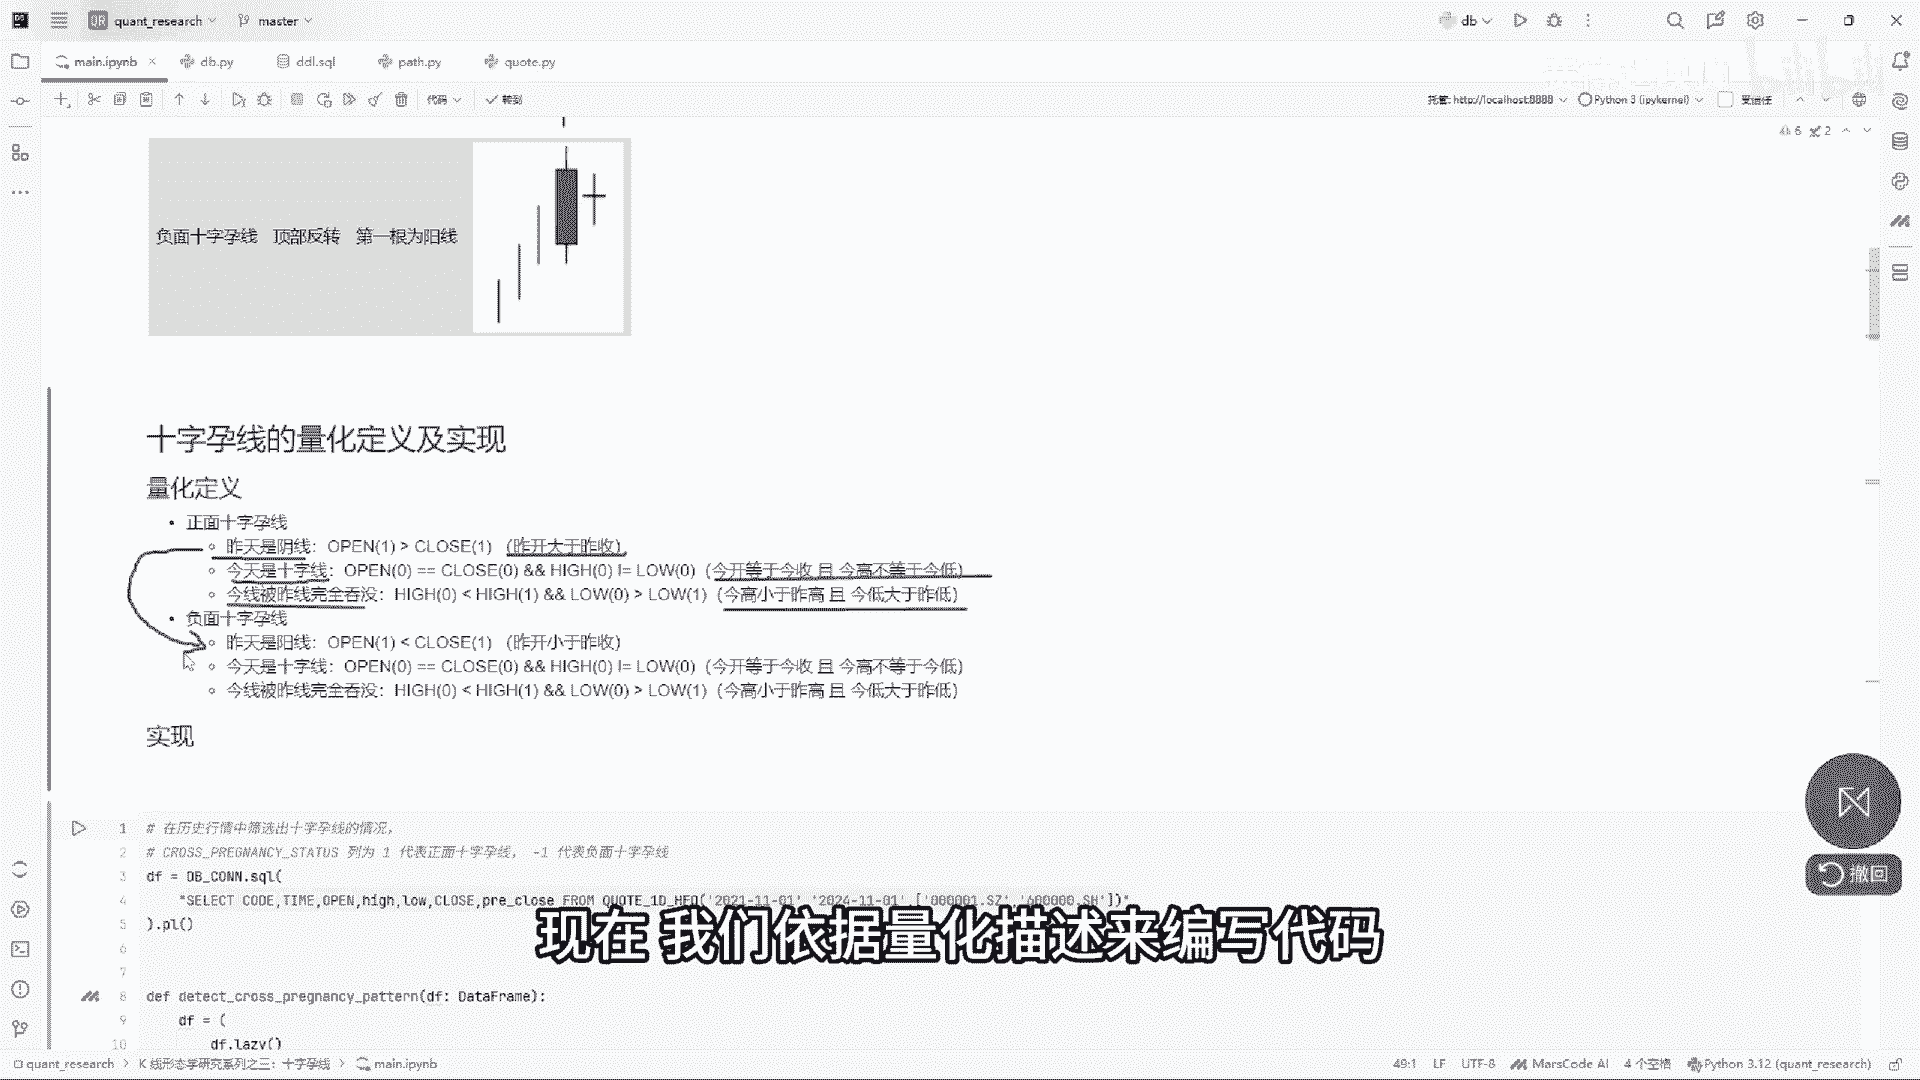 QR quant_research master db
main.ipynb db.py ddl.sql path.py quote.py
代码 转到 托管: http://localhost:8888 Python 3 (ipykernel) 受信任
6 2
负面十字孕线 顶部反转 第一根为阳线
十字孕线的量化定义及实现
量化定义
正面十字孕线
昨天是阴线：OPEN(1) > CLOSE(1) （昨开大于昨收）
今天是十字线：OPEN(0) == CLOSE(0) && HIGH(0) != LOW(0)（今开等于今收 且 今高不等于今低）
今线被昨线完全吞没：HIGH(0) < HIGH(1) && LOW(0) > LOW(1)（今高小于昨高 且 今低大于昨低）
负面十字孕线
昨天是阳线：OPEN(1) < CLOSE(1) （昨开小于昨收）
今天是十字线：OPEN(0) == CLOSE(0) && HIGH(0) != LOW(0)（今开等于今收 且 今高不等于今低）
今线被昨线完全吞没：HIGH(0) < HIGH(1) && LOW(0) > LOW(1)（今高小于昨高 且 今低大于昨低）
实现
1 # 在历史行情中筛选出十字孕线的情况，
2 # CROSS_PREGNANCY_STATUS 列为 1 代表正面十字孕线， -1 代表负面十字孕线
3 df = DB_CONN.sql(
4 "SELECT CODE,TIME,OPEN,high,low,CLOSE,pre_close FROM QUOTE_1D_HFQ('2021-11-01','2024-11-01',['000001.SZ','600000.SH'])"
5 ).pl()
6
7
8 def detect_cross_pregnancy_pattern(df: DataFrame):
9 df = (
10 df.lazy()
撤回
现在 我们依据量化描述来编写代码
quant_research > K 线形态学研究系列之三：十字孕线 > main.ipynb 49:1 LF UTF-8 MarsCode AI 4 个空格 Python 3.12 (quant_research)